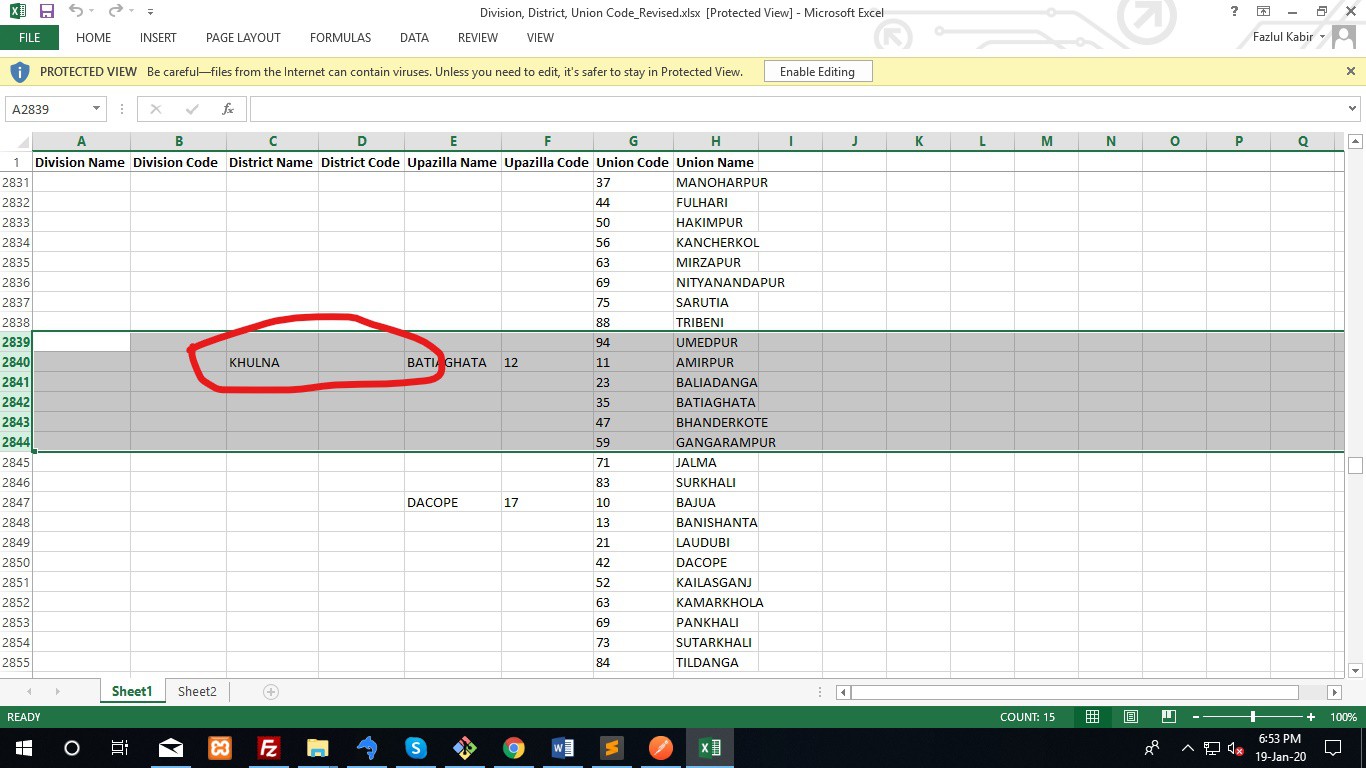 Division, District, Union Code_Revised.xlsx [Protected View] - Microsoft Excel
FILE HOME INSERT PAGE LAYOUT FORMULAS DATA REVIEW VIEW Fazlul Kabir
PROTECTED VIEW Be careful—files from the Internet can contain viruses. Unless you need to edit, it's safer to stay in Protected View. Enable Editing
A2839 fx
A B C D E F G H I J K L M N O P Q
1 Division Name Division Code District Name District Code Upazilla Name Upazilla Code Union Code Union Name
2831 37 MANOHARPUR
2832 44 FULHARI
2833 50 HAKIMPUR
2834 56 KANCHERKOL
2835 63 MIRZAPUR
2836 69 NITYANANDAPUR
2837 75 SARUTIA
2838 88 TRIBENI
2839 94 UMEDPUR
2840 KHULNA BATIAGHATA 12 11 AMIRPUR
2841 23 BALIADANGA
2842 35 BATIAGHATA
2843 47 BHANDERKOTE
2844 59 GANGARAMPUR
2845 71 JALMA
2846 83 SURKHALI
2847 DACOPE 17 10 BAJUA
2848 13 BANISHANTA
2849 21 LAUDUBI
2850 42 DACOPE
2851 52 KAILASGANJ
2852 63 KAMARKHOLA
2853 69 PANKHALI
2854 73 SUTARKHALI
2855 84 TILDANGA
Sheet1 Sheet2
READY COUNT: 15 100%
6:53 PM
19-Jan-20